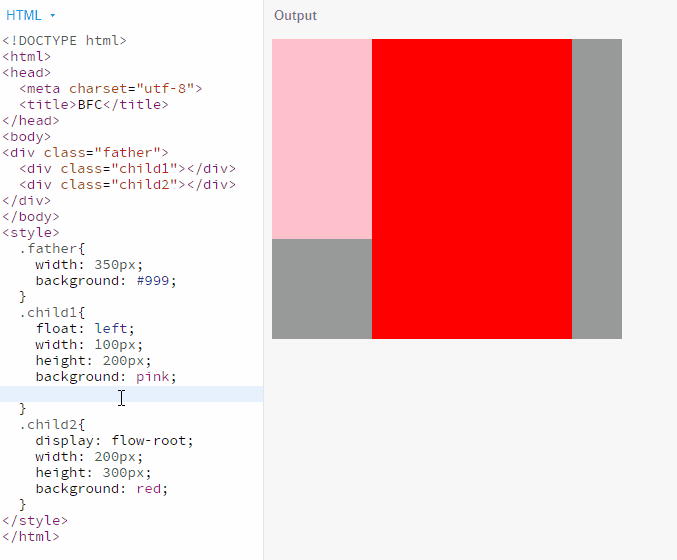 HTML
Output
<!DOCTYPE html>
<html>
<head>
  <meta charset="utf-8">
  <title>BFC</title>
</head>
<body>
<div class="father">
  <div class="child1"></div>
  <div class="child2"></div>
</div>
</body>
<style>
  .father{
    width: 350px;
    background: #999;
  }
  .child1{
    float: left;
    width: 100px;
    height: 200px;
    background: pink;
  }
  .child2{
    display: flow-root;
    width: 200px;
    height: 300px;
    background: red;
  }
</style>
</html>